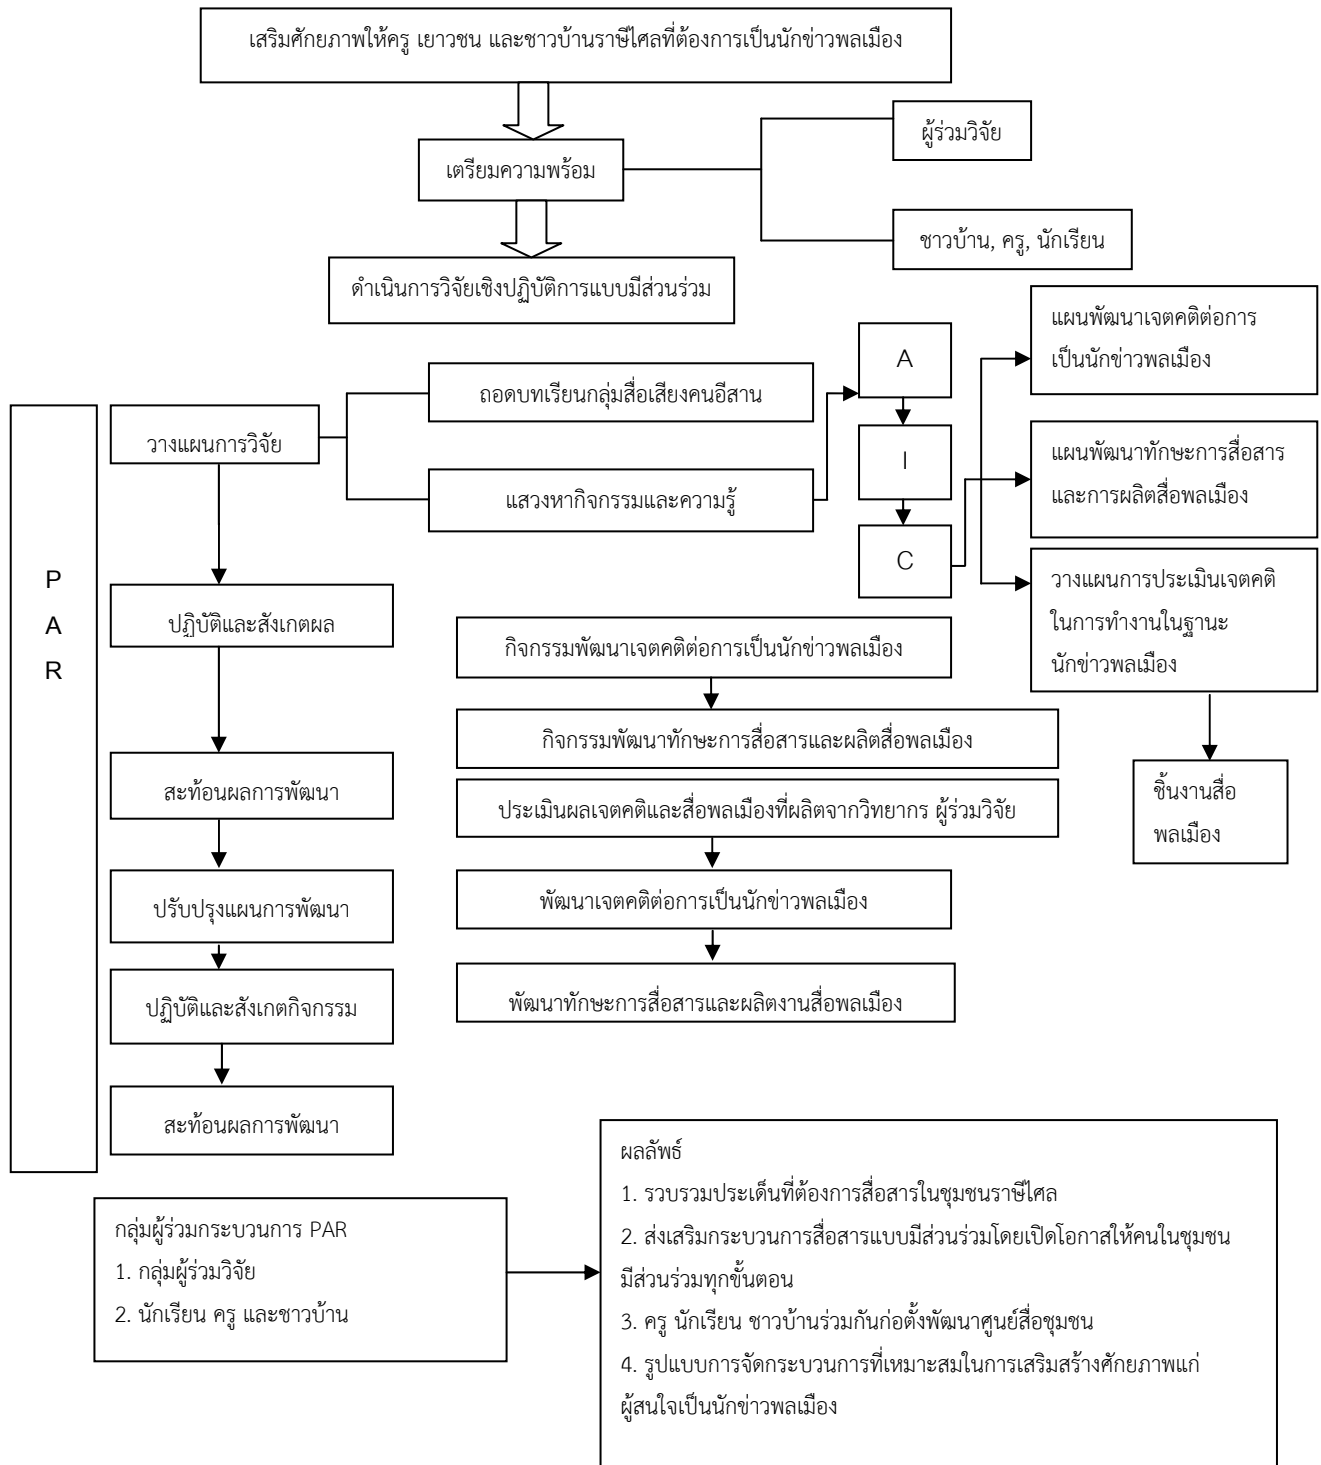 เสริมศักยภาพให้ครู เยาวชน และชาวบ้านราษีไศลที่ต้องการเป็นนักข่าวพลเมือง
ผู้ร่วมวิจัย
เตรียมความพร้อม
ชาวบ้าน, ครู, นักเรียน
ดำเนินการวิจัยเชิงปฏิบัติการแบบมีส่วนร่วม
แผนพัฒนาเจตคติต่อการ
เป็นนักข่าวพลเมือง
A
ถอดบทเรียนกลุ่มสื่อเสียงคนอีสาน
วางแผนการวิจัย
I
แผนพัฒนาทักษะการสื่อสาร
และการผลิตสื่อพลเมือง
แสวงหากิจกรรมและความรู้
C
P
A
R
วางแผนการประเมินเจตคติ
ในการทำงานในฐานะ
นักข่าวพลเมือง
ปฏิบัติและสังเกตผล
กิจกรรมพัฒนาเจตคติต่อการเป็นนักข่าวพลเมือง
กิจกรรมพัฒนาทักษะการสื่อสารและผลิตสื่อพลเมือง
สะท้อนผลการพัฒนา
ประเมินผลเจตคติและสื่อพลเมืองที่ผลิตจากวิทยากร ผู้ร่วมวิจัย
ชิ้นงานสื่อ
พลเมือง
ปรับปรุงแผนการพัฒนา
พัฒนาเจตคติต่อการเป็นนักข่าวพลเมือง
ปฏิบัติและสังเกตกิจกรรม
พัฒนาทักษะการสื่อสารและผลิตงานสื่อพลเมือง
สะท้อนผลการพัฒนา
กลุ่มผู้ร่วมกระบวนการ PAR
1. กลุ่มผู้ร่วมวิจัย
2. นักเรียน ครู และชาวบ้าน
ผลลัพธ์
1. รวบรวมประเด็นที่ต้องการสื่อสารในชุมชนราษีไศล
2. ส่งเสริมกระบวนการสื่อสารแบบมีส่วนร่วมโดยเปิดโอกาสให้คนในชุมชน
มีส่วนร่วมทุกขั้นตอน
3. ครู นักเรียน ชาวบ้านร่วมกันก่อตั้งพัฒนาศูนย์สื่อชุมชน
4. รูปแบบการจัดกระบวนการที่เหมาะสมในการเสริมสร้างศักยภาพแก่
ผู้สนใจเป็นนักข่าวพลเมือง